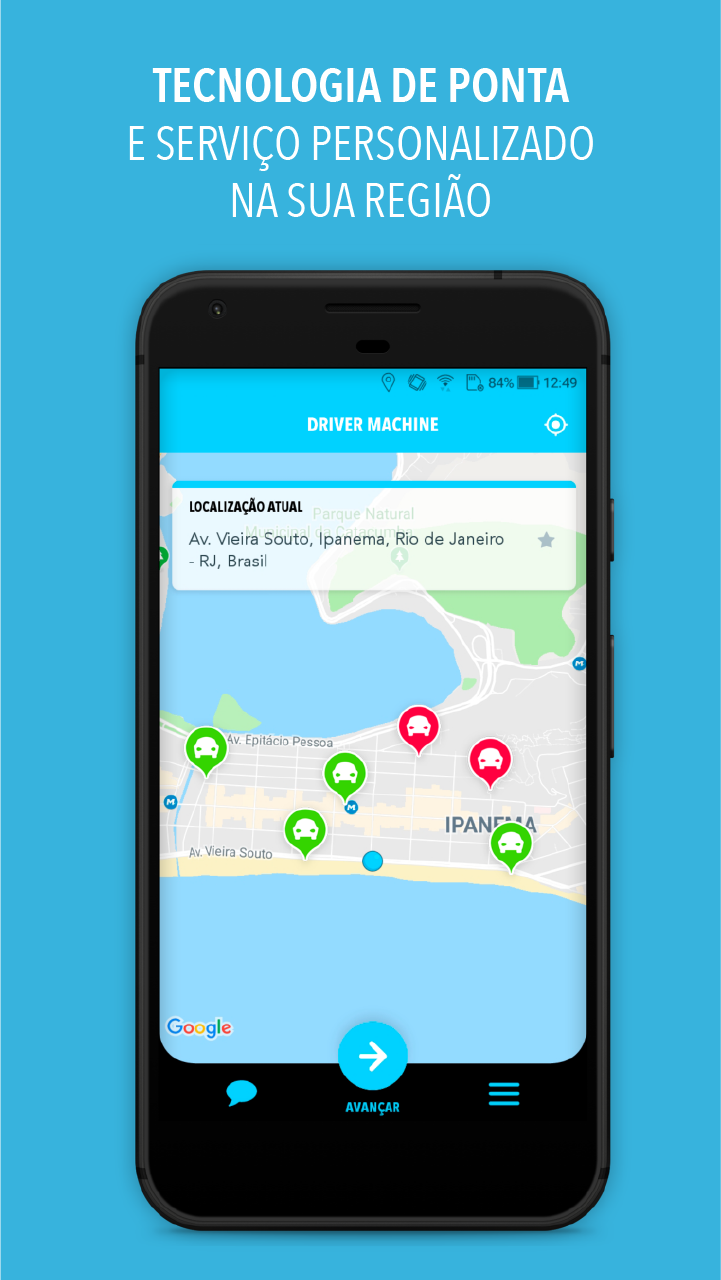 TECNOLOGIA DE PONTA
E SERVIÇO PERSONALIZADO
NA SUA REGIÃO
84% 12:49
DRIVER MACHINE
LOCALIZAÇÃO ATUAL
Parque Natural
Municipal da Catacumba
Av. Vieira Souto, Ipanema, Rio de Janeiro
- RJ, Brasil
M
Av. Epitácio Pessoa
M
M
IPANEMA
Av. Vieira Souto
Google
AVANÇAR